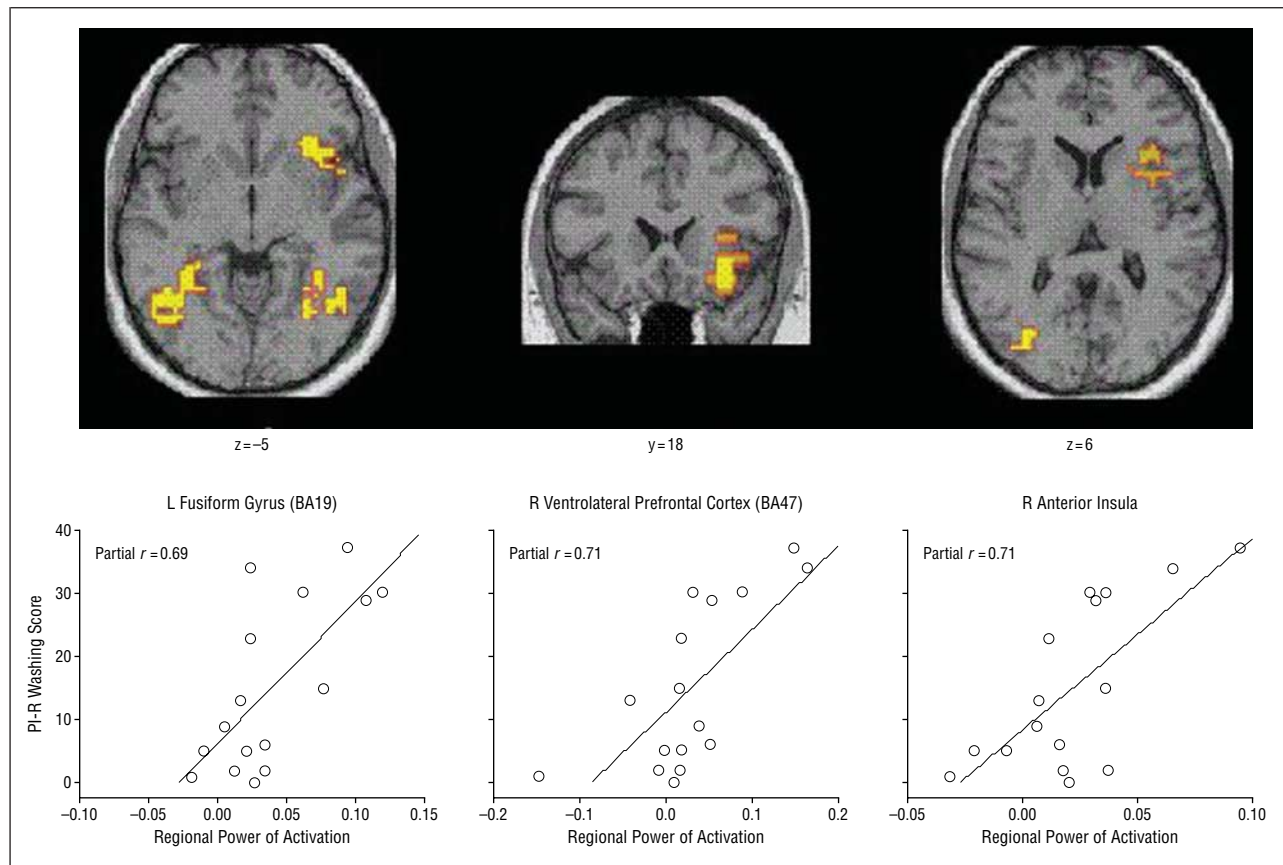 z=–5
y=18
z=6
L Fusiform Gyrus (BA19)
R Ventrolateral Prefrontal Cortex (BA47)
R Anterior Insula
PI-R Washing Score
40
30
20
10
0
Partial r=0.69
Partial r=0.71
Partial r=0.71
–0.10 –0.05 0.00 0.05 0.10 0.15
–0.2 –0.1 0.0 0.1 0.2
–0.05 0.00 0.05 0.10
Regional Power of Activation
Regional Power of Activation
Regional Power of Activation